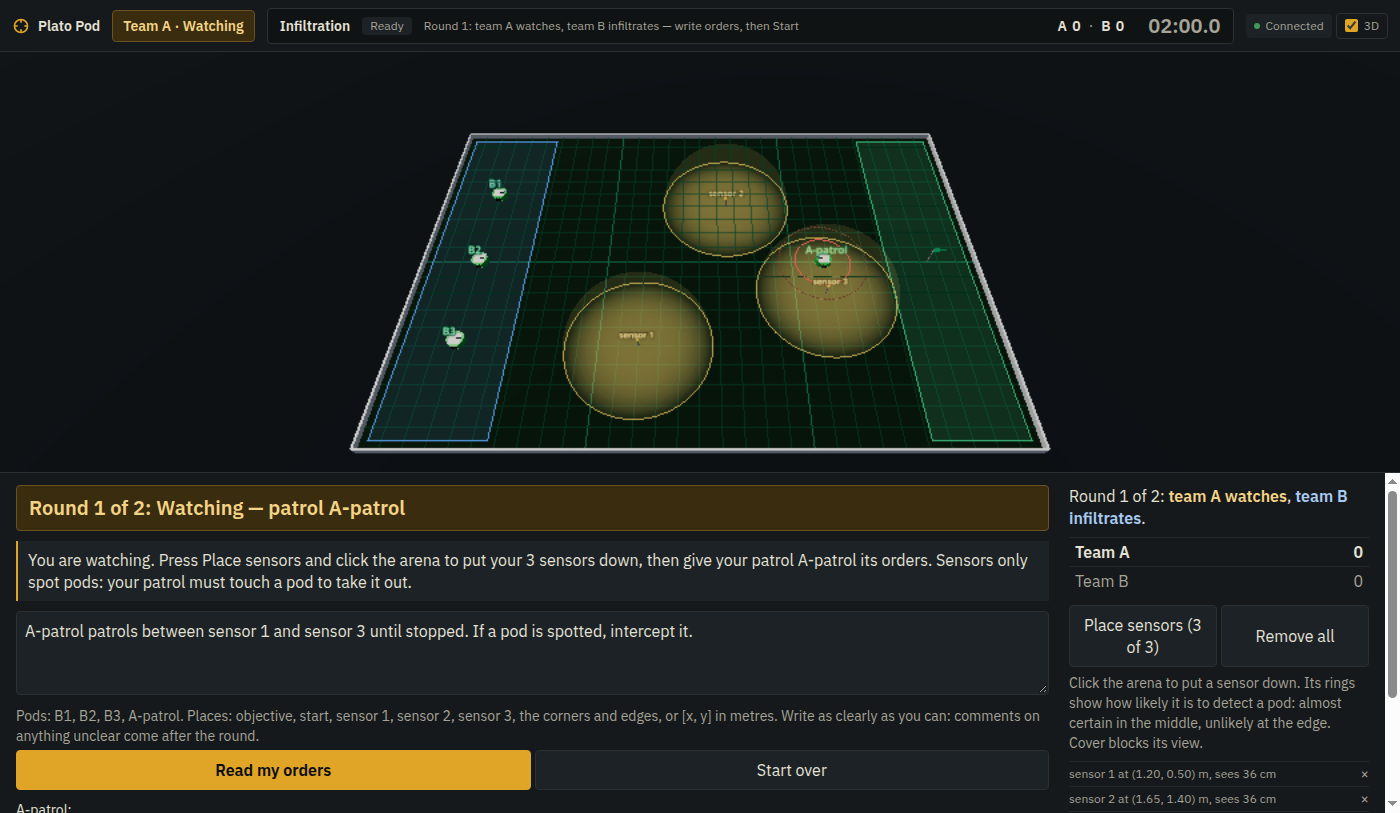 Plato Pod
Team A · Watching
Infiltration
Ready
Round 1: team A watches, team B infiltrates — write orders, then Start
A 0 · B 0
02:00.0
Connected
3D
B1
sensor 2
B2
A-patrol
sensor 3
B3
sensor 1
Round 1 of 2: Watching — patrol A-patrol
You are watching. Press Place sensors and click the arena to put your 3 sensors down, then give your patrol A-patrol its orders. Sensors only
spot pods: your patrol must touch a pod to take it out.
A-patrol patrols between sensor 1 and sensor 3 until stopped. If a pod is spotted, intercept it.
Pods: B1, B2, B3, A-patrol. Places: objective, start, sensor 1, sensor 2, sensor 3, the corners and edges, or [x, y] in metres. Write as clearly as you can: comments on
anything unclear come after the round.
Read my orders
Start over
A-patrol:
Round 1 of 2: team A watches, team B
infiltrates.
Team A 0
Team B 0
Place sensors (3
of 3)
Remove all
Click the arena to put a sensor down. Its rings
show how likely it is to detect a pod: almost
certain in the middle, unlikely at the edge.
Cover blocks its view.
sensor 1 at (1.20, 0.50) m, sees 36 cm ×
sensor 2 at (1.65, 1.40) m, sees 36 cm ×